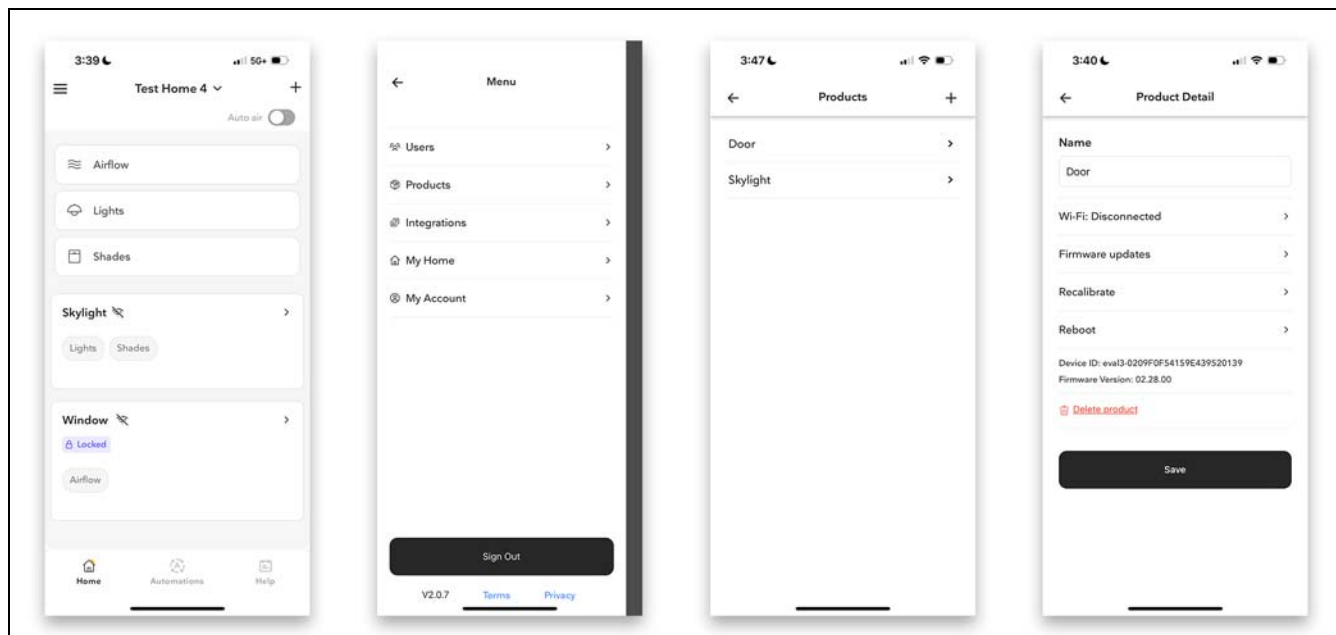 3:39
5G+
Test Home 4
Auto air
Airflow
Lights
Shades
Skylight
Lights Shades
Window
Locked
Airflow
Home Automations Help
Menu
Users
Products
Integrations
My Home
My Account
Sign Out
V2.0.7 Terms Privacy
3:47
Products
Door
Skylight
3:40
Product Detail
Name
Door
Wi-Fi: Disconnected
Firmware updates
Recalibrate
Reboot
Device ID: eval3-0209F0F54159E439520139
Firmware Version: 02.28.00
Delete product
Save